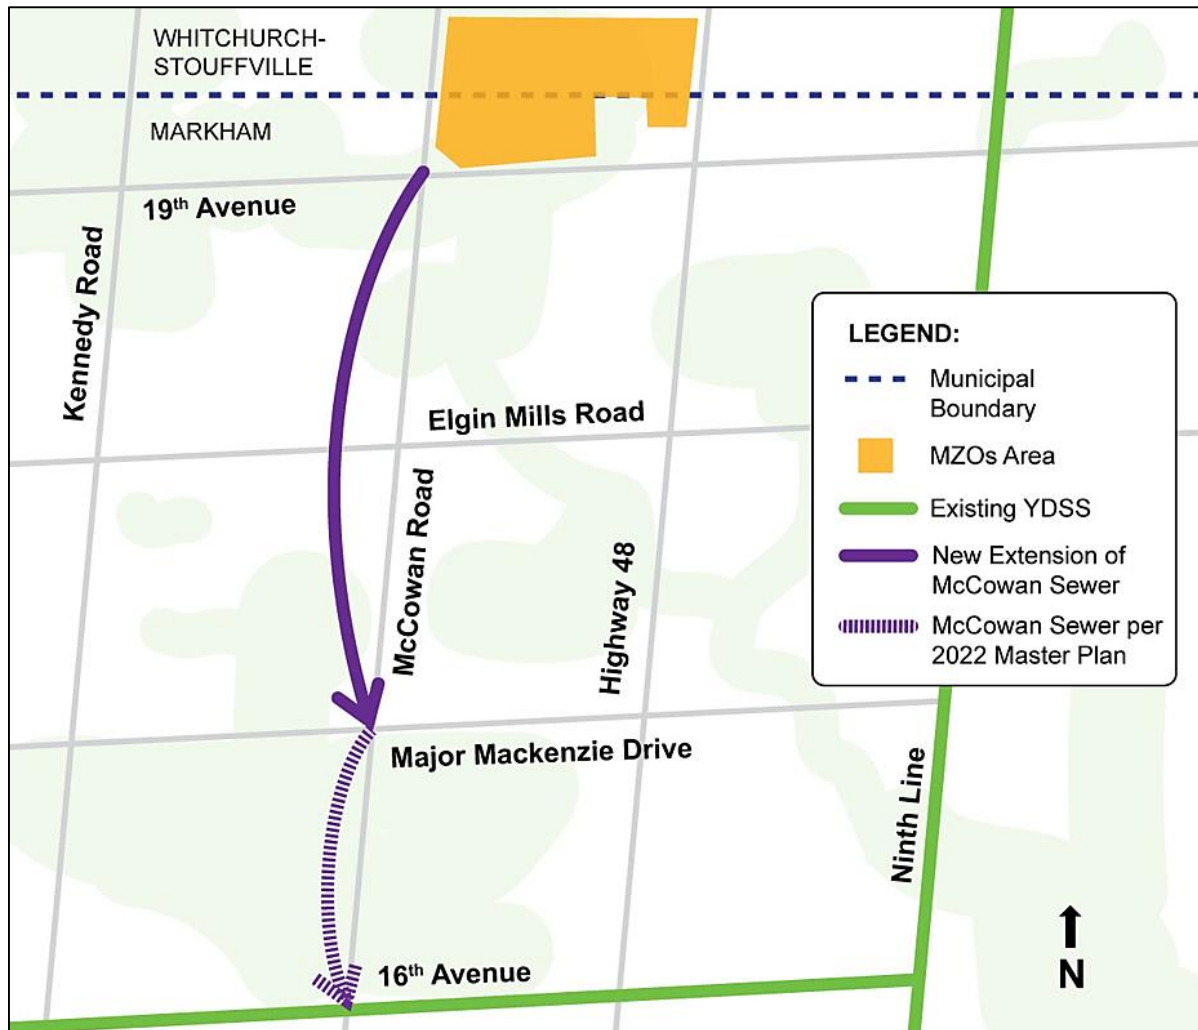 WHITCHURCH-
STOUFFVILLE
MARKHAM
19th Avenue
Kennedy Road
Elgin Mills Road
McCowan Road
Highway 48
Major Mackenzie Drive
Ninth Line
16th Avenue
N
LEGEND:
Municipal
Boundary
MZOs Area
Existing YDSS
New Extension of
McCowan Sewer
McCowan Sewer per
2022 Master Plan